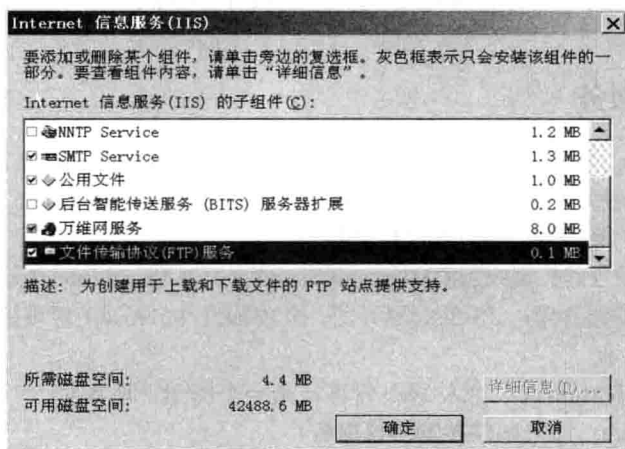 Internet 信息服务(IIS)
要添加或删除某个组件，请单击旁边的复选框。灰色框表示只会安装该组件的一
部分。要查看组件内容，请单击“详细信息”。
Internet 信息服务(IIS) 的子组件(C):
NNTP Service 1.2 MB
SMTP Service 1.3 MB
公用文件 1.0 MB
后台智能传送服务 (BITS) 服务器扩展 0.2 MB
万维网服务 8.0 MB
文件传输协议(FTP)服务 0.1 MB
描述: 为创建用于上载和下载文件的 FTP 站点提供支持。
所需磁盘空间: 4.4 MB
详细信息(D)...
可用磁盘空间: 42488.6 MB
确定 取消